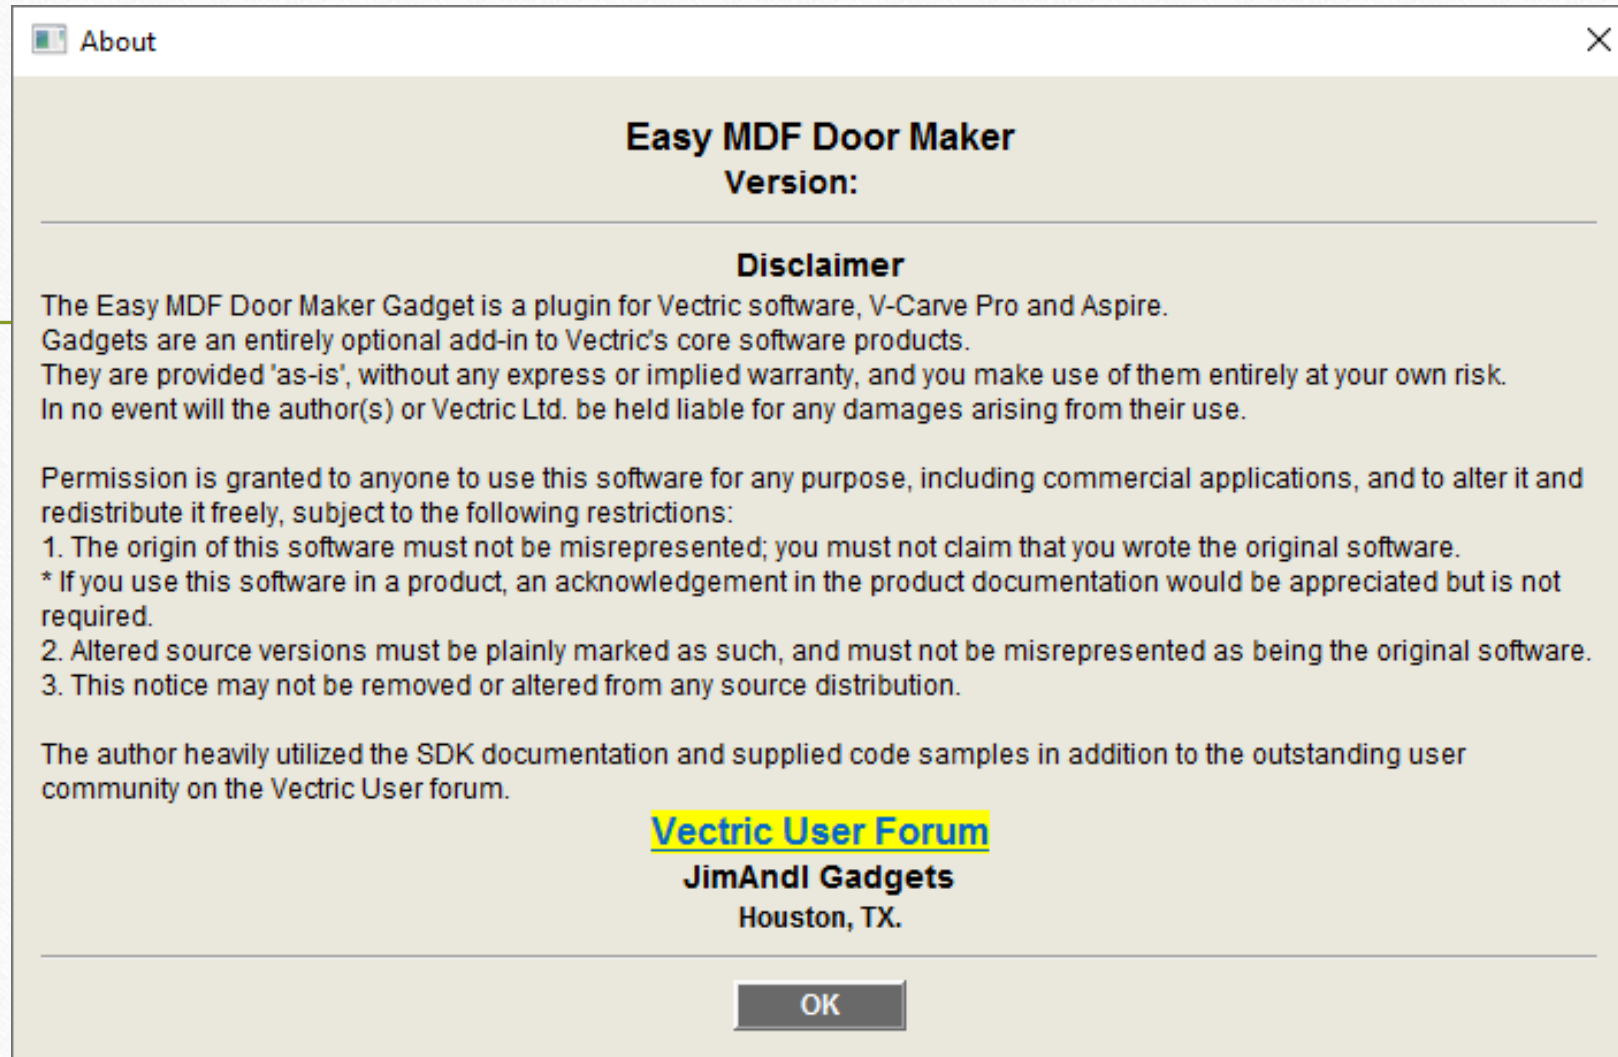 About
Easy MDF Door Maker
Version:
Disclaimer
The Easy MDF Door Maker Gadget is a plugin for Vectric software, V-Carve Pro and Aspire.
Gadgets are an entirely optional add-in to Vectric's core software products.
They are provided 'as-is', without any express or implied warranty, and you make use of them entirely at your own risk.
In no event will the author(s) or Vectric Ltd. be held liable for any damages arising from their use.
Permission is granted to anyone to use this software for any purpose, including commercial applications, and to alter it and
redistribute it freely, subject to the following restrictions:
1. The origin of this software must not be misrepresented; you must not claim that you wrote the original software.
* If you use this software in a product, an acknowledgement in the product documentation would be appreciated but is not
required.
2. Altered source versions must be plainly marked as such, and must not be misrepresented as being the original software.
3. This notice may not be removed or altered from any source distribution.
The author heavily utilized the SDK documentation and supplied code samples in addition to the outstanding user
community on the Vectric User forum.
Vectric User Forum
JimAndI Gadgets
Houston, TX.
OK